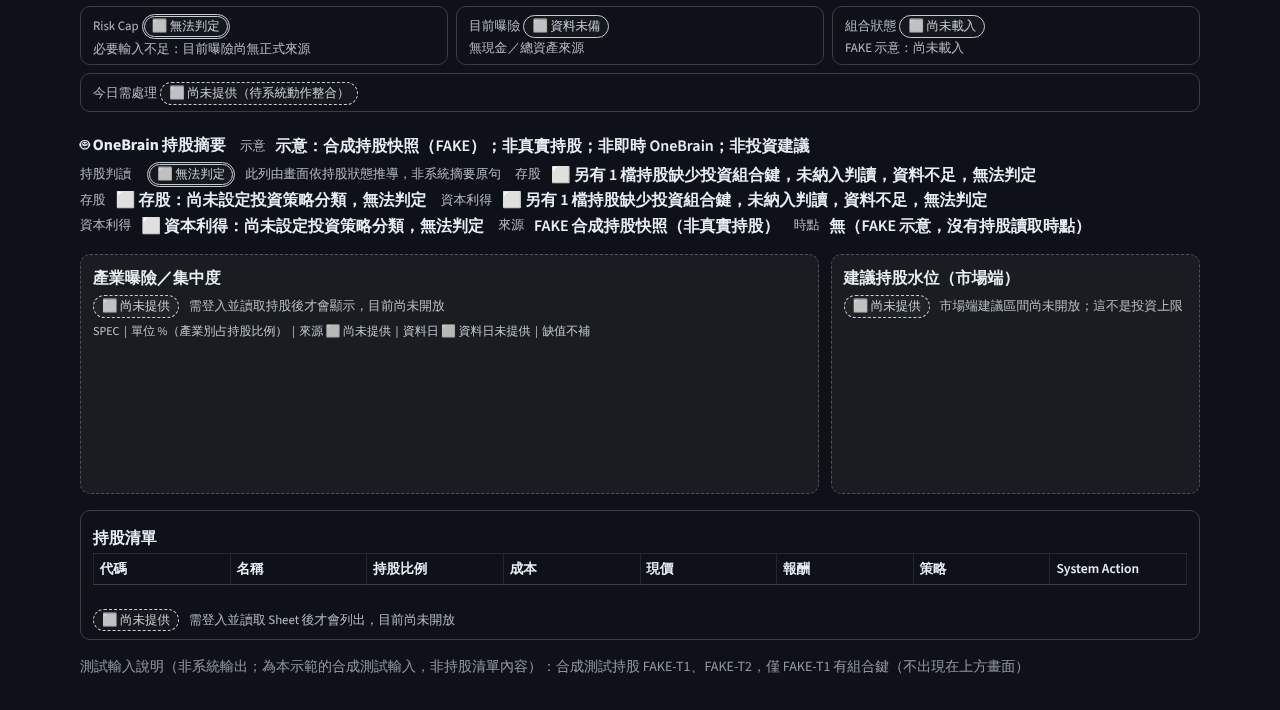 Risk Cap ⬜ 無法判定
必要輸入不足：目前曝險尚無正式來源
目前曝險 ⬜ 資料未備
無現金／總資產來源
組合狀態 ⬜ 尚未載入
FAKE 示意：尚未載入
今日需處理 ⬜ 尚未提供（待系統動作整合）
OneBrain 持股摘要 示意 示意：合成持股快照（FAKE）；非真實持股；非即時 OneBrain；非投資建議
持股判讀 ⬜ 無法判定 此列由畫面依持股狀態推導，非系統摘要原句 存股 ⬜ 另有 1 檔持股缺少投資組合鍵，未納入判讀，資料不足，無法判定
存股 ⬜ 存股：尚未設定投資策略分類，無法判定 資本利得 ⬜ 另有 1 檔持股缺少投資組合鍵，未納入判讀，資料不足，無法判定
資本利得 ⬜ 資本利得：尚未設定投資策略分類，無法判定 來源 FAKE 合成持股快照（非真實持股） 時點 無（FAKE 示意，沒有持股讀取時點）
產業曝險／集中度
⬜ 尚未提供 需登入並讀取持股後才會顯示，目前尚未開放
SPEC｜單位 %（產業別占持股比例）｜來源 ⬜ 尚未提供｜資料日 ⬜ 資料日未提供｜缺值不補
建議持股水位（市場端）
⬜ 尚未提供 市場端建議區間尚未開放；這不是投資上限
持股清單
代碼 名稱 持股比例 成本 現價 報酬 策略 System Action
⬜ 尚未提供 需登入並讀取 Sheet 後才會列出，目前尚未開放
測試輸入說明（非系統輸出；為本示範的合成測試輸入，非持股清單內容）：合成測試持股 FAKE-T1、FAKE-T2，僅 FAKE-T1 有組合鍵（不出現在上方畫面）